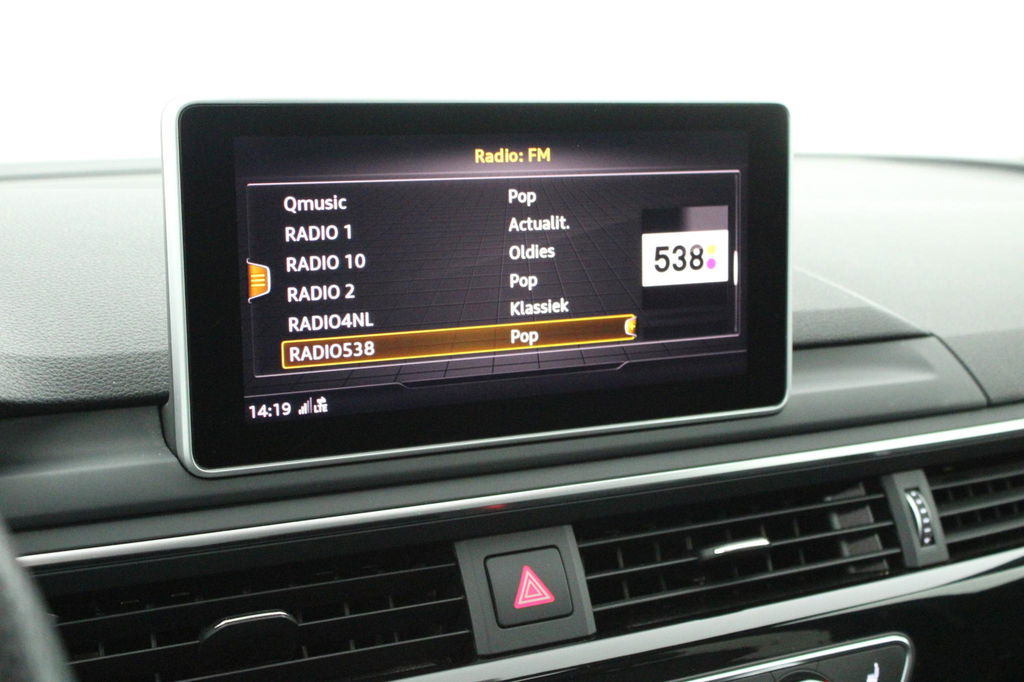 Radio: FM
Qmusic Pop
RADIO 1 Actualit.
RADIO 10 Oldies
RADIO 2 Pop
RADIO4NL Klassiek
RADIO538 Pop
538
14:19 LTE